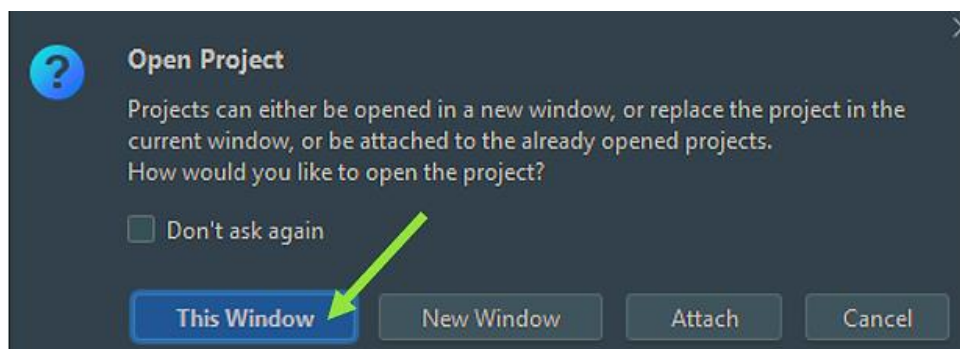 Open Project
Projects can either be opened in a new window, or replace the project in the
current window, or be attached to the already opened projects.
How would you like to open the project?
Don't ask again
This Window New Window Attach Cancel